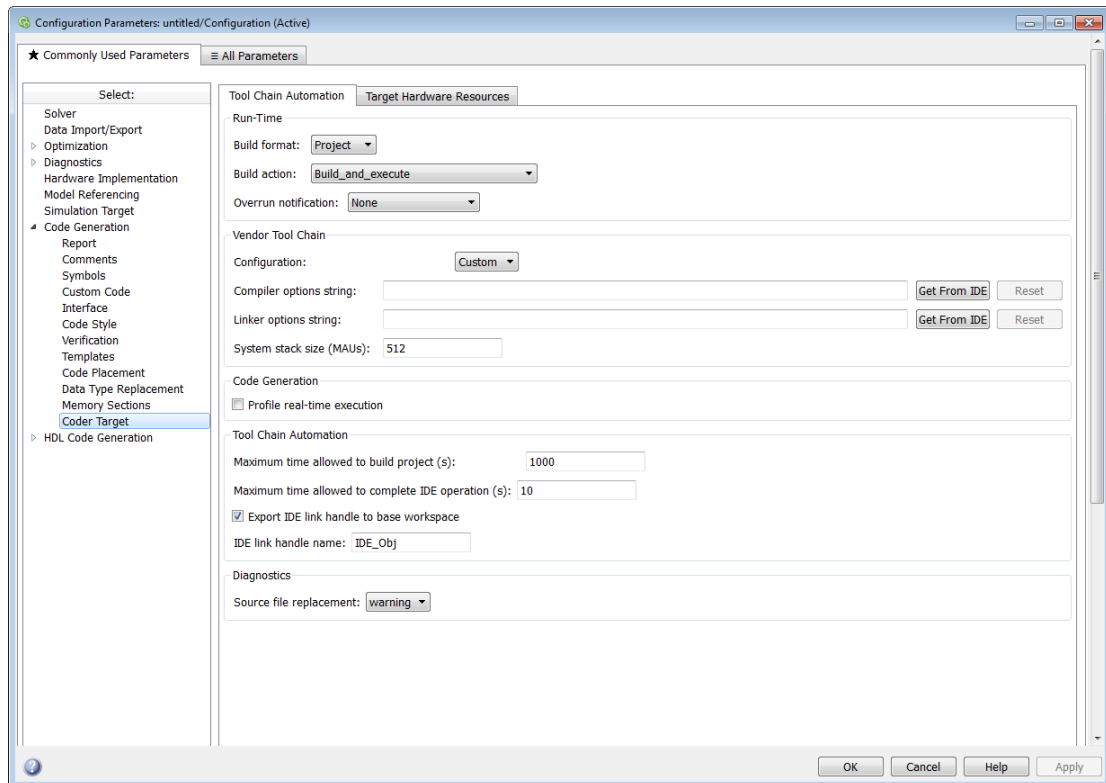 Configuration Parameters: untitled/Configuration (Active)
★ Commonly Used Parameters
≡ All Parameters
Select:
Solver
Data Import/Export
Optimization
Diagnostics
Hardware Implementation
Model Referencing
Simulation Target
Code Generation
Report
Comments
Symbols
Custom Code
Interface
Code Style
Verification
Templates
Code Placement
Data Type Replacement
Memory Sections
Coder Target
HDL Code Generation
Tool Chain Automation
Target Hardware Resources
Run-Time
Build format: Project
Build action: Build_and_execute
Overrun notification: None
Vendor Tool Chain
Configuration: Custom
Compiler options string: Get From IDE Reset
Linker options string: Get From IDE Reset
System stack size (MAUs): 512
Code Generation
Profile real-time execution
Tool Chain Automation
Maximum time allowed to build project (s): 1000
Maximum time allowed to complete IDE operation (s): 10
Export IDE link handle to base workspace
IDE link handle name: IDE_Obj
Diagnostics
Source file replacement: warning
OK Cancel Help Apply